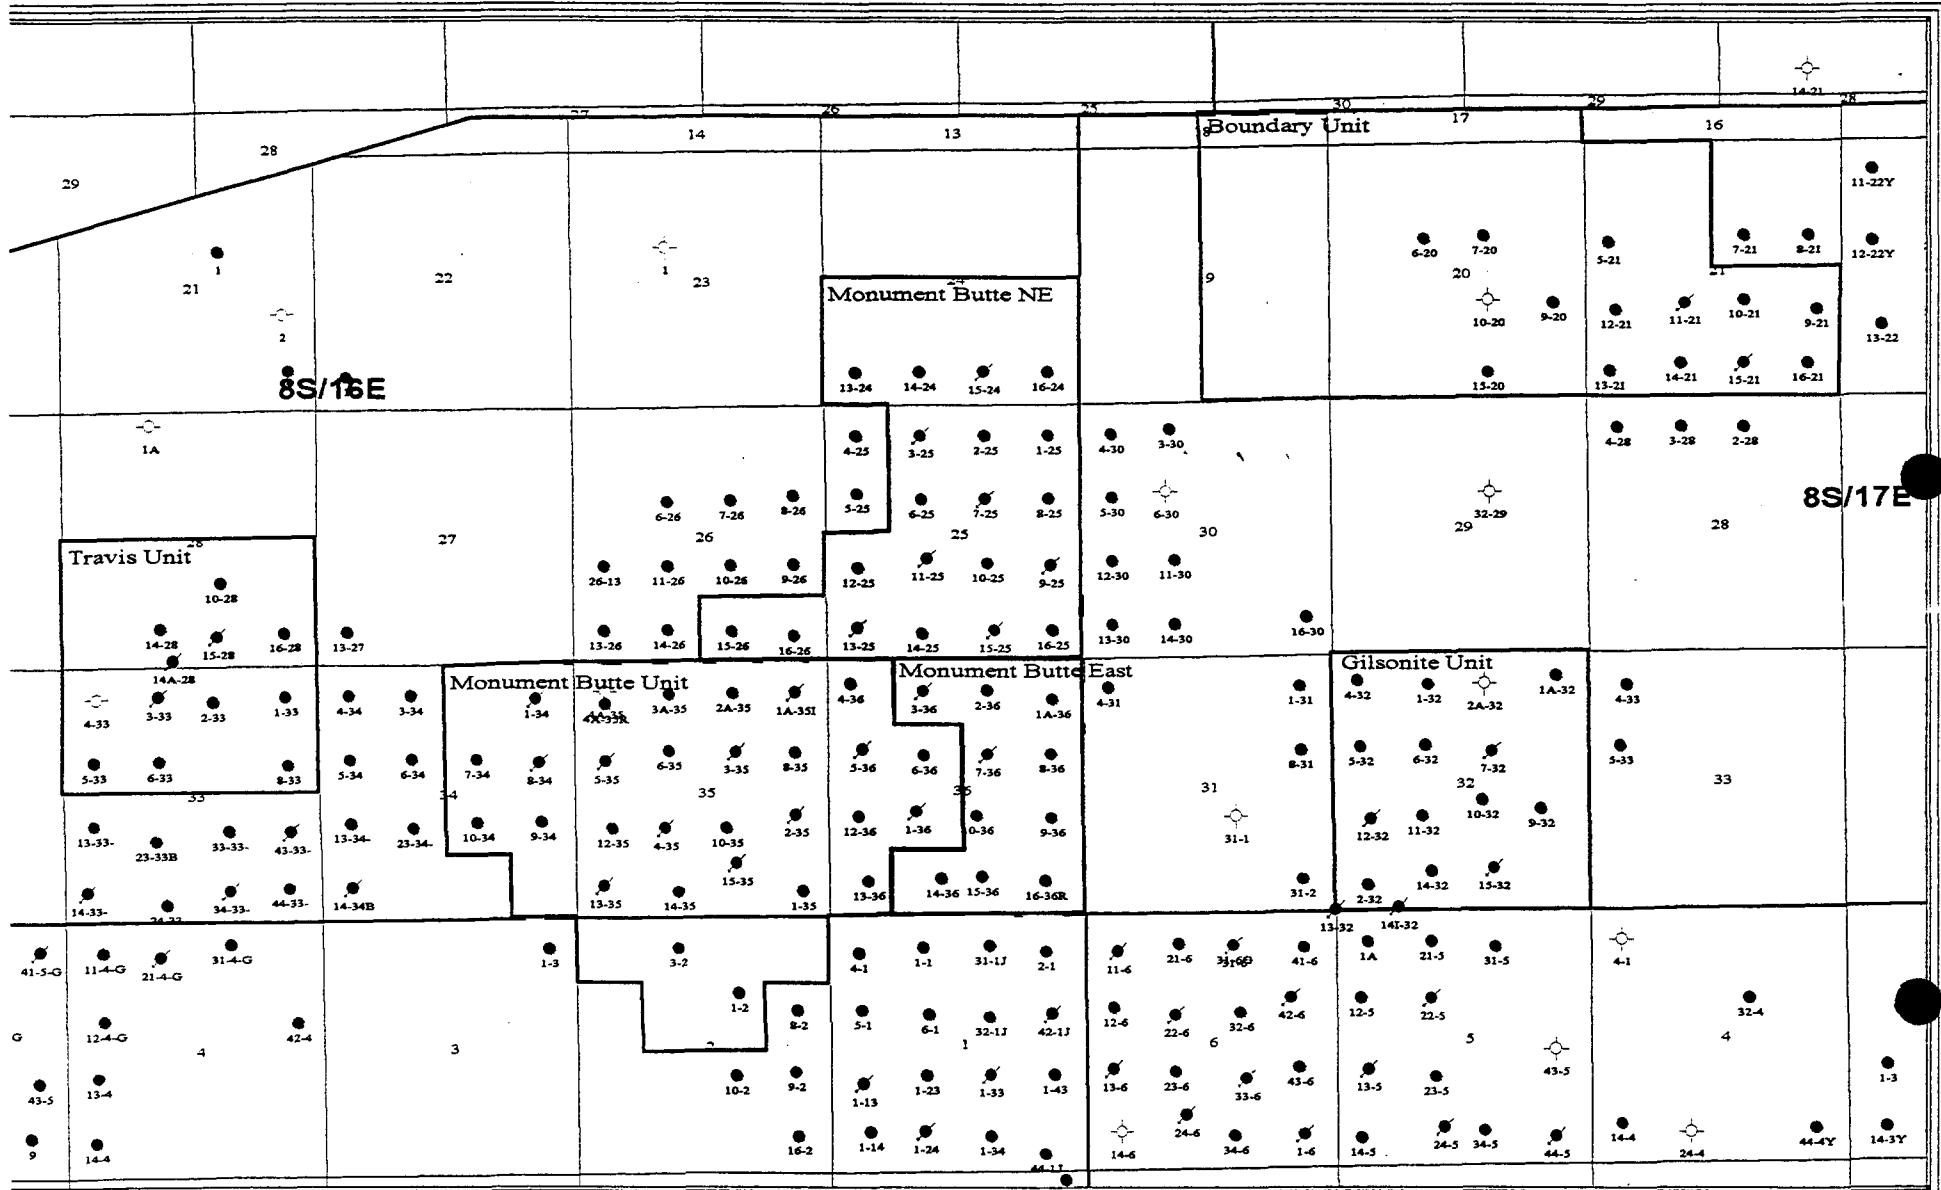 14-21
27 26 25 30 29 28
14 13 Boundary Unit 17 16
8
28
29
11-22Y
1 1 6-20 7-20 5-21 7-21 8-21 12-22Y
21 22 23 24 9 20 21
Monument Butte NE
2 10-20 9-20 12-21 11-21 10-21 9-21 13-22
8S/16E
13-24 14-24 15-24 16-24 15-20 13-21 14-21 15-21 16-21
1A 4-25 3-25 2-25 1-25 4-30 3-30 4-28 3-28 2-28
8S/17E
6-26 7-26 8-26 5-25 6-25 7-25 8-25 5-30 6-30 32-29
28 27 26 25 30 29 28
Travis Unit
10-28 26-13 11-26 10-26 9-26 12-25 11-25 10-25 9-25 12-30 11-30
14-28 15-28 16-28 13-27 13-26 14-26 15-26 16-26 13-25 14-25 15-25 16-25 13-30 14-30 16-30
14A-28
Monument Butte Unit Monument Butte East Gilsonite Unit
4-33 3-33 2-33 1-33 4-34 3-34 1-34 4A-35R 3A-35 2A-35 1A-35I 4-36 3-36 2-36 1A-36 4-31 1-31 4-32 1-32 2A-32 1A-32 4-33
5-33 6-33 8-33 5-34 6-34 7-34 8-34 5-35 6-35 3-35 8-35 5-36 6-36 7-36 8-36 8-31 5-32 6-32 7-32 5-33
33 34 35 36 31 32 33
13-33- 23-33B 33-33- 43-33- 13-34- 23-34- 10-34 9-34 12-35 4-35 10-35 2-35 12-36 1-36 10-36 9-36 31-1 12-32 11-32 10-32 9-32
15-35
14-33- 24-33 34-33- 44-33- 14-34B 13-35 14-35 1-35 13-36 14-36 15-36 16-36R 31-2 2-32 14-32 15-32
13-32 14I-32
41-5-G 11-4-G 21-4-G 31-4-G 1-3 3-2 4-1 1-1 31-1J 2-1 11-6 21-6 41-6 1A 21-5 31-5 4-1
G 12-4-G 42-4 1-2 8-2 5-1 6-1 32-1J 42-1J 12-6 22-6 32-6 42-6 12-5 22-5 32-4
4 3 2 1 6 5 4
43-5 13-4 10-2 9-2 1-13 1-23 1-33 1-43 13-6 23-6 33-6 43-6 13-5 23-5 43-5 1-3
9 14-4 16-2 1-14 1-24 1-34 44-1J 14-6 24-6 34-6 1-6 14-5 24-5 34-5 44-5 14-4 24-4 44-4Y 14-3Y